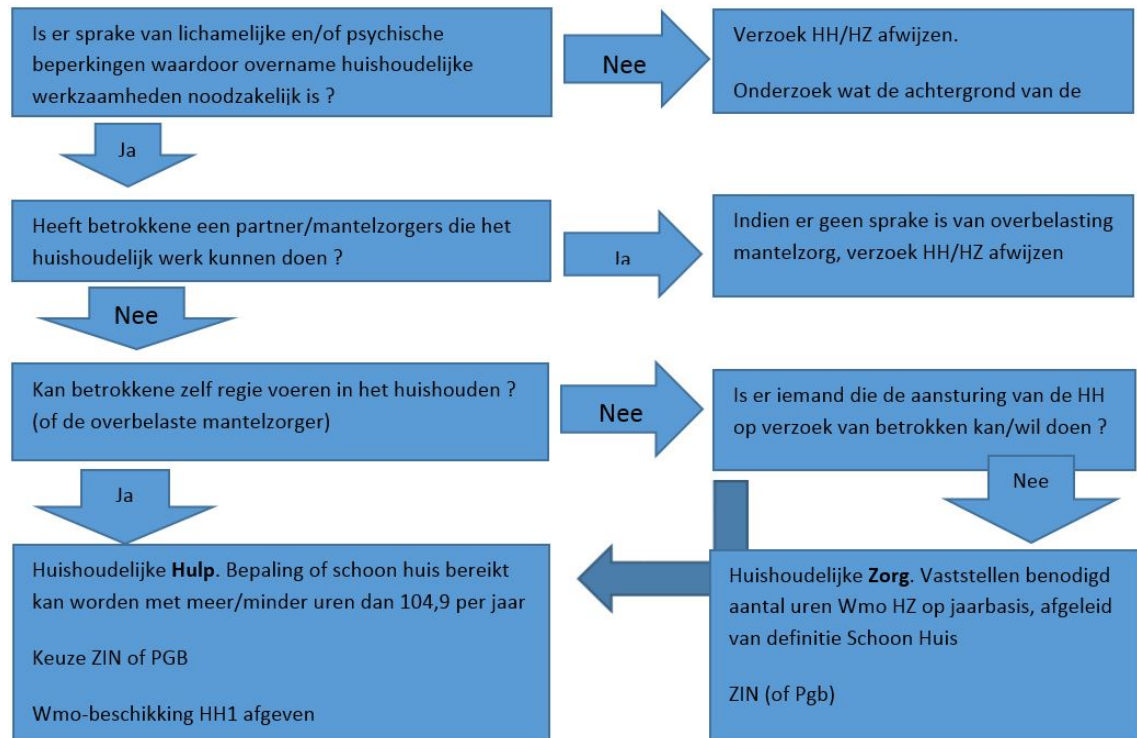 Is er sprake van lichamelijke en/of psychische
beperkingen waardoor overname huishoudelijke
werkzaamheden noodzakelijk is ?
Nee
Verzoek HH/HZ afwijzen.
Onderzoek wat de achtergrond van de
Ja
Heeft betrokkene een partner/mantelzorgers die het
huishoudelijk werk kunnen doen ?
Ja
Indien er geen sprake is van overbelasting
mantelzorg, verzoek HH/HZ afwijzen
Nee
Kan betrokkene zelf regie voeren in het huishouden ?
(of de overbelaste mantelzorger)
Nee
Is er iemand die de aansturing van de HH
op verzoek van betrokken kan/wil doen ?
Ja
Nee
Huishoudelijke Hulp. Bepaling of schoon huis bereikt
kan worden met meer/minder uren dan 104,9 per jaar
Keuze ZIN of PGB
Wmo-beschikking HH1 afgeven
Huishoudelijke Zorg. Vaststellen benodigd
aantal uren Wmo HZ op jaarbasis, afgeleid
van definitie Schoon Huis
ZIN (of Pgb)